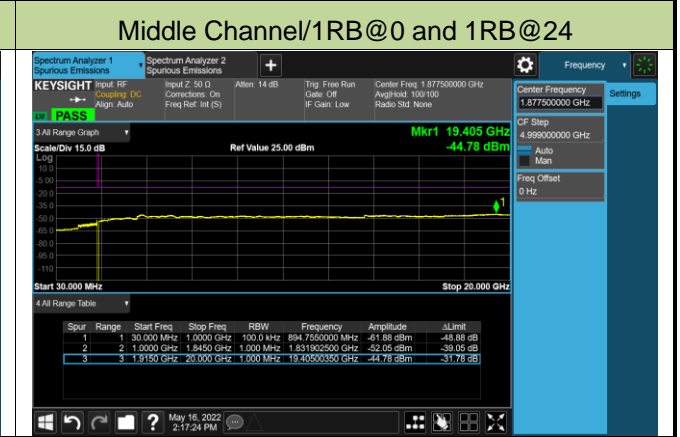 Middle Channel/1RB@0 and 1RB@24
Spectrum Analyzer 1
Spurious Emissions
Spectrum Analyzer 2
Spurious Emissions
+
Frequency
KEYSIGHT
Input: RF
Coupling: DC
Align: Auto
Input Z: 50 Ω
Corrections: On
Freq Ref: Int (S)
Atten: 14 dB
Trig: Free Run
Gate: Off
IF Gain: Low
Center Freq: 1.877500000 GHz
Avg|Hold: 100/100
Radio Std: None
PASS
Center Frequency
1.877500000 GHz
Settings
CF Step
4.999000000 GHz
Auto
Man
Freq Offset
0 Hz
3 All Range Graph
Mkr1 19.405 GHz
Scale/Div 15.0 dB
Ref Value 25.00 dBm
-44.78 dBm
Log
10.0
-5.00
-20.0
-35.0
-50.0
-65.0
-80.0
-95.0
-110
1
Start 30.000 MHz
Stop 20.000 GHz
4 All Range Table
Spur Range Start Freq Stop Freq RBW Frequency Amplitude ΔLimit
1 1 30.000 MHz 1.0000 GHz 100.0 kHz 894.7550000 MHz -61.88 dBm -48.88 dB
2 2 1.0000 GHz 1.8450 GHz 1.000 MHz 1.831902500 GHz -52.05 dBm -39.05 dB
3 3 1.9150 GHz 20.000 GHz 1.000 MHz 19.40500350 GHz -44.78 dBm -31.78 dB
?
May 16, 2022
2:17:24 PM